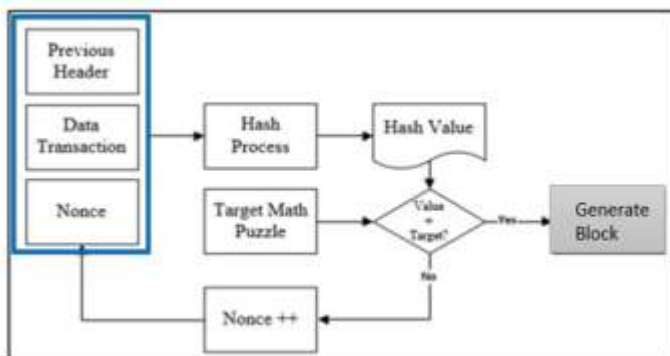 Previous
Header
Data
Transaction
Nonce
Hash
Process
Hash Value
Target Math
Puzzle
Value
=
Target?
Yes
Generate
Block
No
Nonce ++